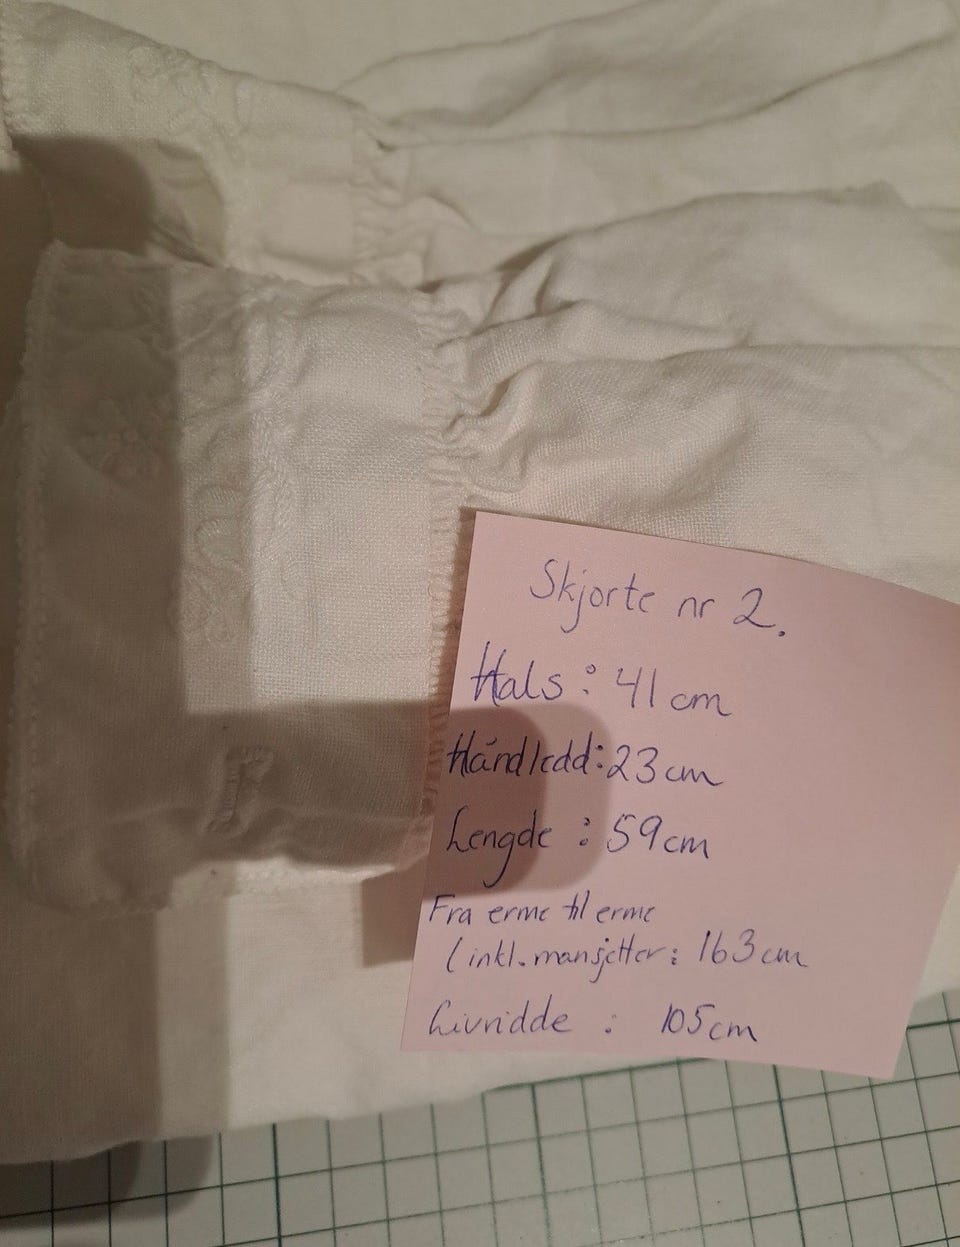 Skjorte nr 2.
Hals : 41 cm
Håndledd: 23 cm
Lengde : 59 cm
Fra erme til erme
(inkl. mansjetter: 163 cm
Livvidde : 105 cm